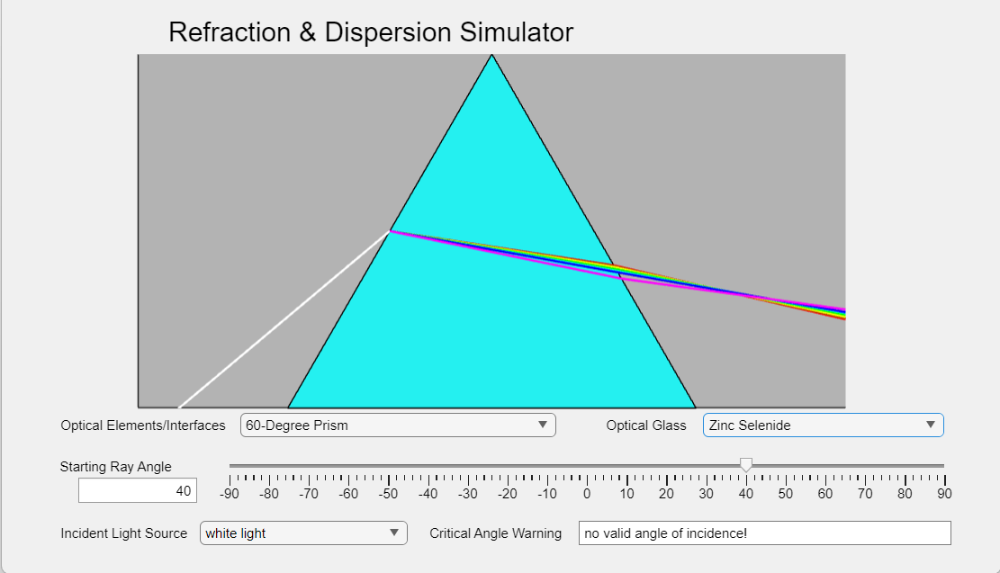 Refraction & Dispersion Simulator
Optical Elements/Interfaces 60-Degree Prism Optical Glass Zinc Selenide
Starting Ray Angle
40
-90 -80 -70 -60 -50 -40 -30 -20 -10 0 10 20 30 40 50 60 70 80 90
Incident Light Source white light Critical Angle Warning no valid angle of incidence!